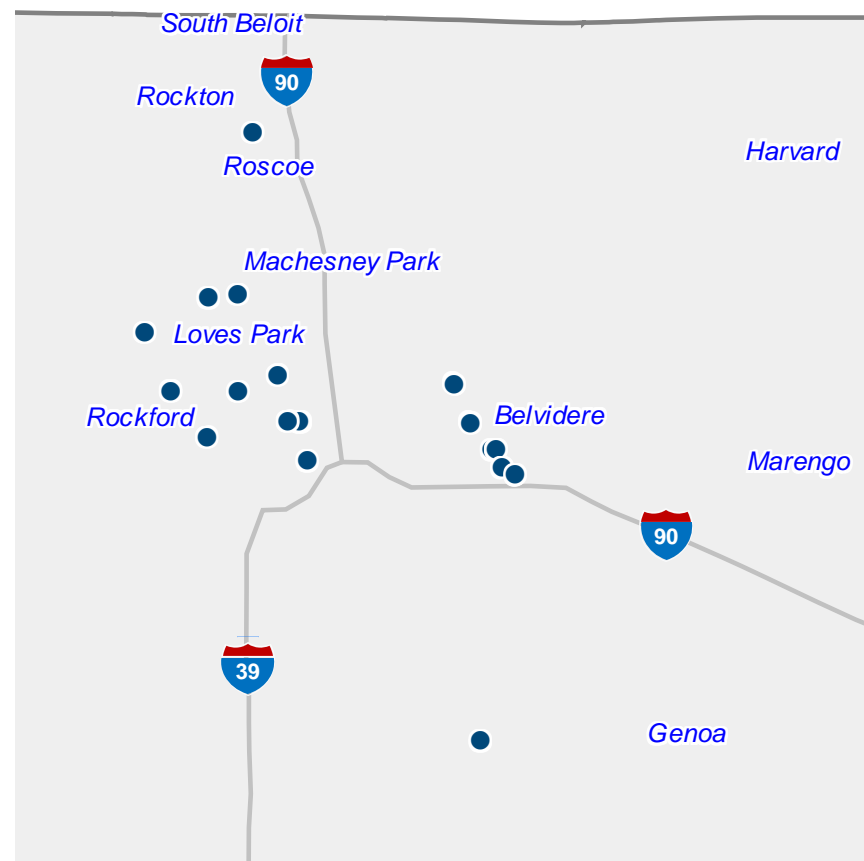 South Beloit
90
Rockton
Harvard
Roscoe
Machesney Park
Loves Park
Rockford
Belvidere
Marengo
90
39
Genoa